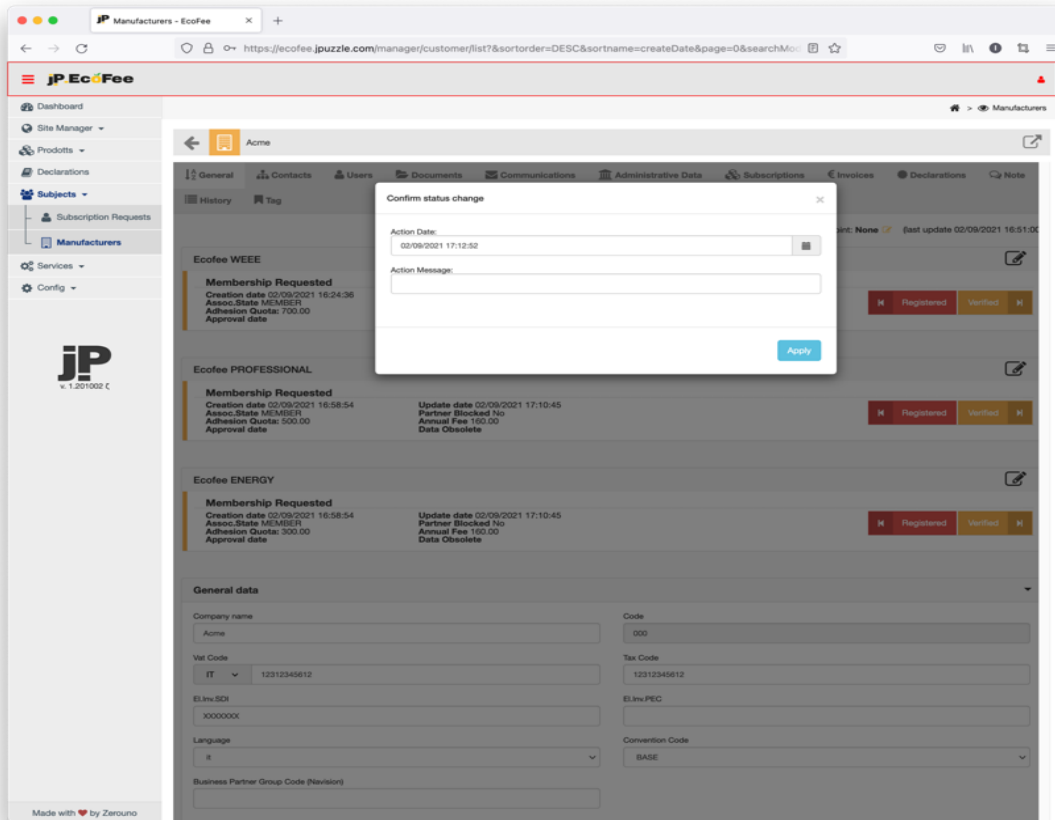 jP Manufacturers - EcoFee × +
https://ecofee.jpuzzle.com/manager/customer/list?&sortorder=DESC&sortname=createDate&page=0&searchMoc
jP EcoFee
Dashboard
> Manufacturers
Site Manager
Acme
Prodotts
Declarations
General Contacts Users Documents Communications Administrative Data Subscriptions Invoices Declarations Note
Subjects
History Tag
Confirm status change ×
Subscription Requests
Action Date:
int: None (last update 02/09/2021 16:51:00
Manufacturers
02/09/2021 17:12:52
Services
Ecofee WEEE
Action Message:
Config
Membership Requested
Creation date 02/09/2021 16:24:36
Assoc.State MEMBER
Registered Verified
Adhesion Quota: 700.00
Approval date
Apply
jP
v. 1.201002 ζ
Ecofee PROFESSIONAL
Membership Requested
Creation date 02/09/2021 16:58:54 Update date 02/09/2021 17:10:45
Assoc.State MEMBER Partner Blocked No
Registered Verified
Adhesion Quota: 500.00 Annual Fee 160.00
Approval date Data Obsolete
Ecofee ENERGY
Membership Requested
Creation date 02/09/2021 16:58:54 Update date 02/09/2021 17:10:45
Assoc.State MEMBER Partner Blocked No
Registered Verified
Adhesion Quota: 300.00 Annual Fee 160.00
Approval date Data Obsolete
General data
Company name Code
Acme 000
Vat Code Tax Code
IT 12312345612 12312345612
El.Inv.SDI El.Inv.PEC
XXXXXXX
Language Convention Code
it BASE
Business Partner Group Code (Navision)
Made with ❤ by Zerouno